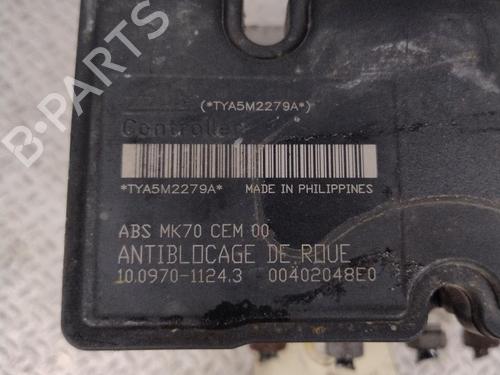 (*TYA5M2279A*)
Controller
*TYA5M2279A* MADE IN PHILIPPINES
ABS MK70 CEM 00
ANTIBLOCAGE DE ROUE
10.0970-1124.3 00402048E0
B-PARTS